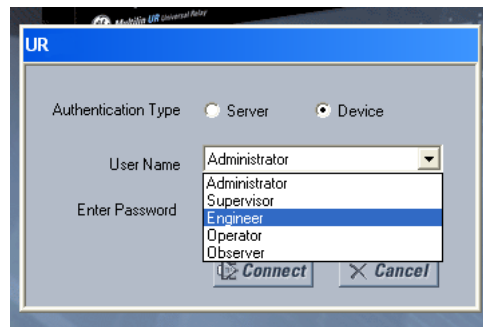 Multilin UR Universal Relay
UR
Authentication Type Server Device
User Name Administrator
Administrator
Supervisor
Enter Password Engineer
Operator
Observer
Connect Cancel